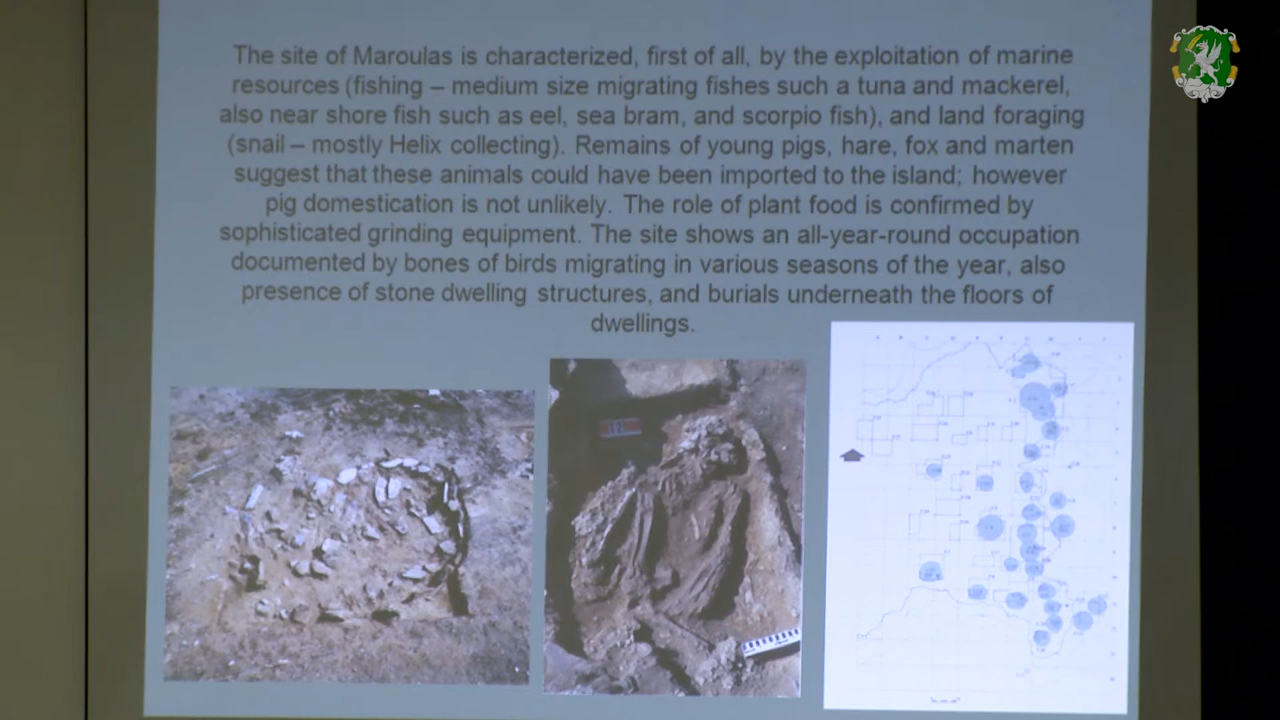 The site of Maroulas is characterized, first of all, by the exploitation of marine
resources (fishing – medium size migrating fishes such a tuna and mackerel,
also near shore fish such as eel, sea bram, and scorpio fish), and land foraging
(snail – mostly Helix collecting). Remains of young pigs, hare, fox and marten
suggest that these animals could have been imported to the island; however
pig domestication is not unlikely. The role of plant food is confirmed by
sophisticated grinding equipment. The site shows an all-year-round occupation
documented by bones of birds migrating in various seasons of the year, also
presence of stone dwelling structures, and burials underneath the floors of
dwellings.